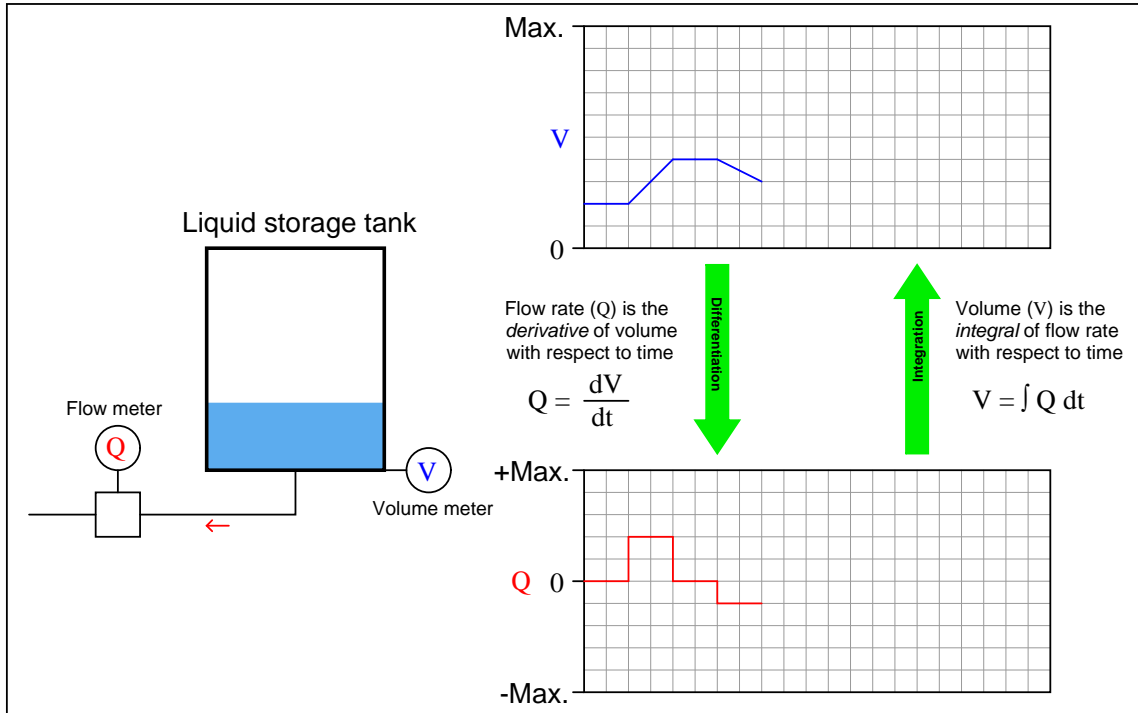 Max.
V
0
Liquid storage tank
Flow meter
Q
V
Volume meter
Flow rate (Q) is the
derivative of volume
with respect to time
Q = dV/dt
Differentiation
Integration
Volume (V) is the
integral of flow rate
with respect to time
V = ∫ Q dt
+Max.
Q 0
-Max.